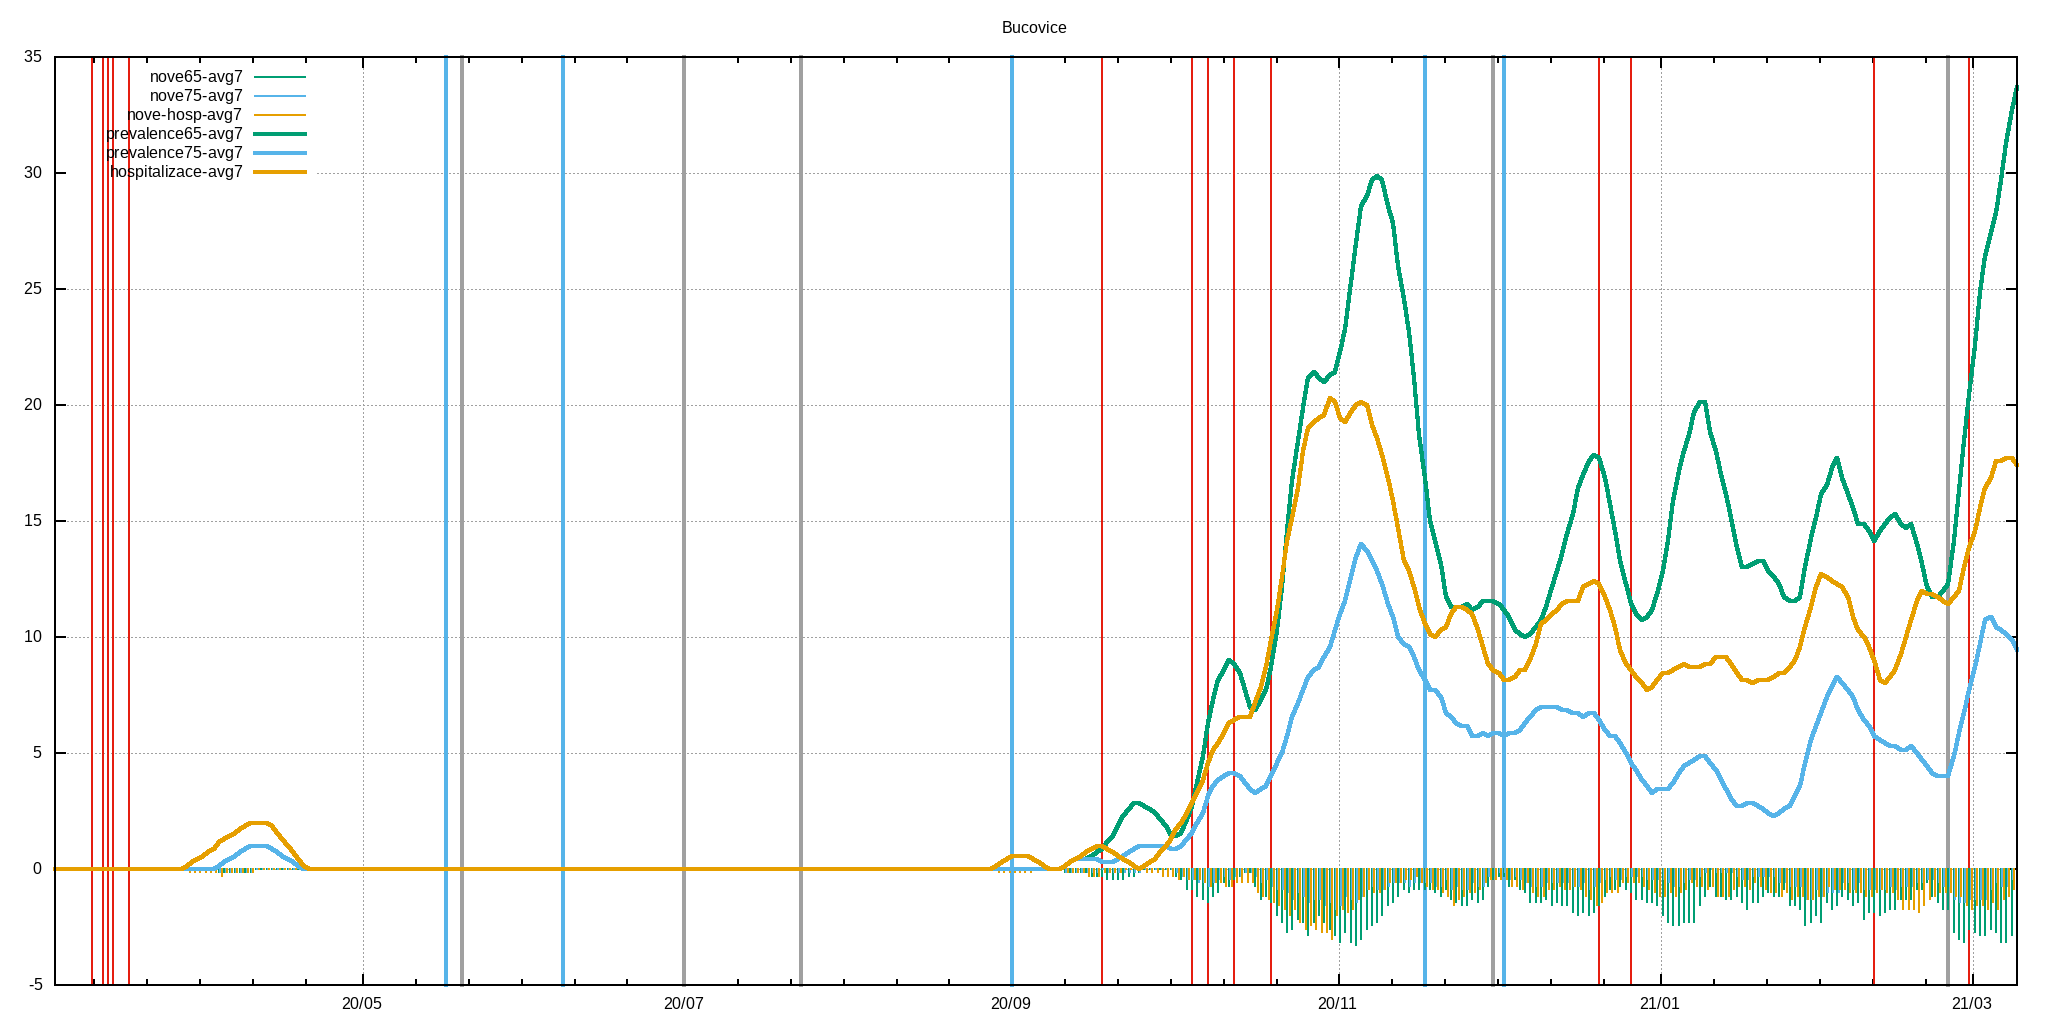 Bucovice
35
30
25
20
15
10
5
0
-5
nove65-avg7
nove75-avg7
nove-hosp-avg7
prevalence65-avg7
prevalence75-avg7
hospitalizace-avg7
20/05
20/07
20/09
20/11
21/01
21/03